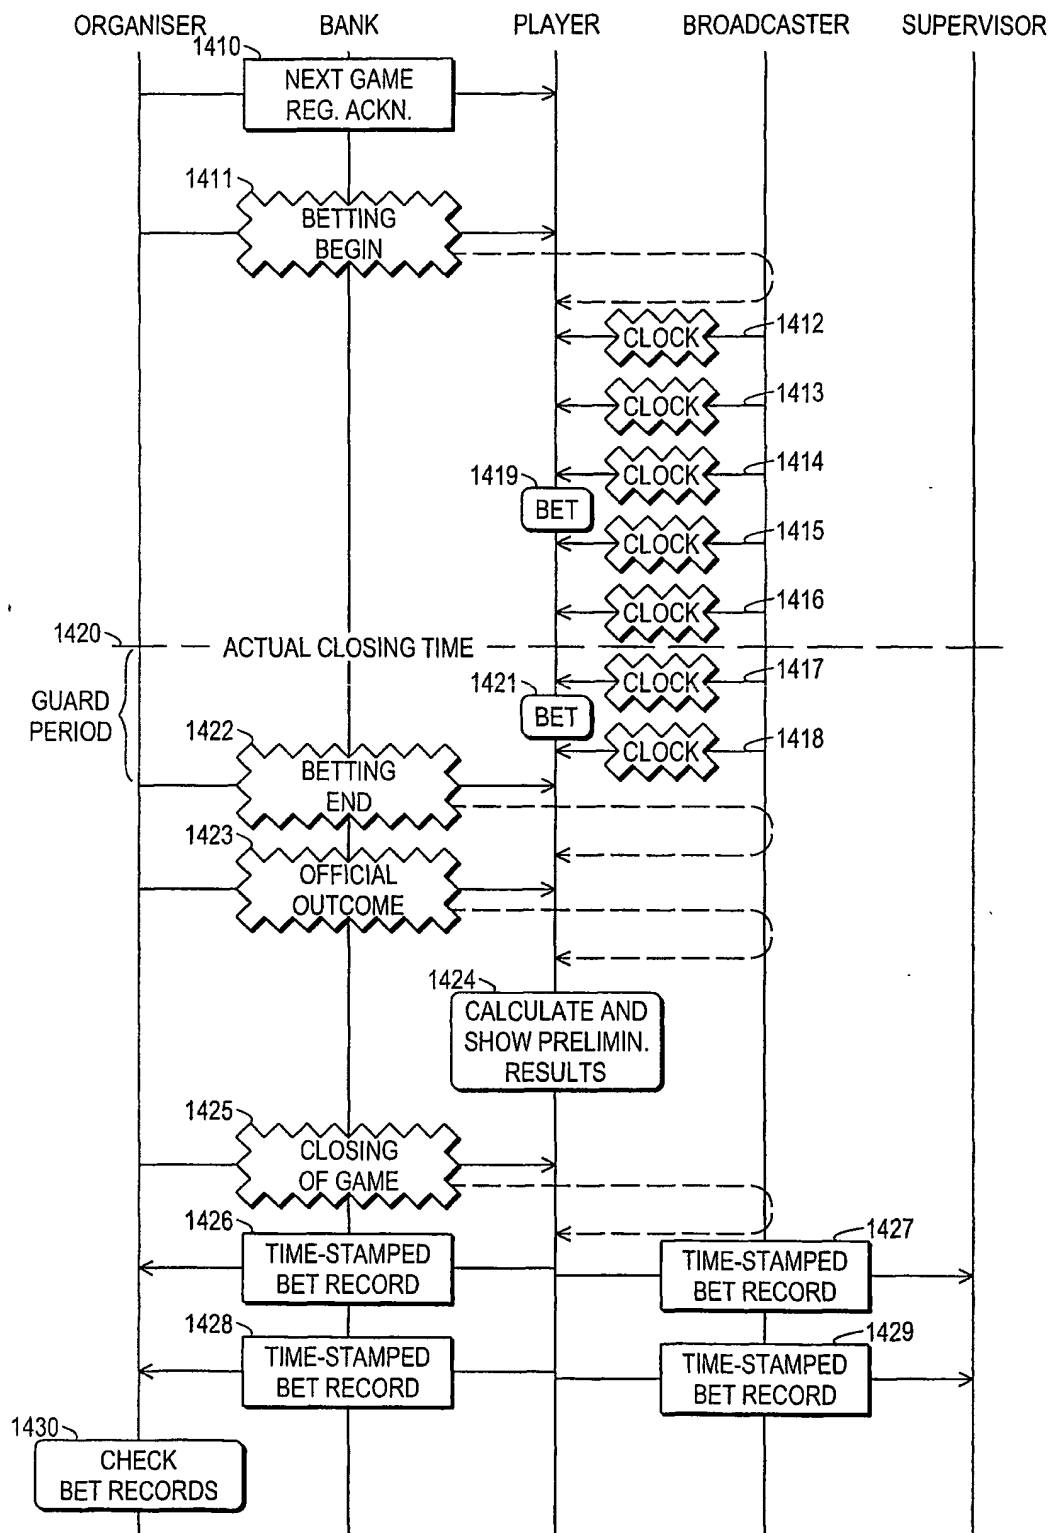 ORGANISER BANK PLAYER BROADCASTER SUPERVISOR
1410
NEXT GAME
REG. ACKN.
1411
BETTING
BEGIN
CLOCK 1412
CLOCK 1413
CLOCK 1414
1419
BET
CLOCK 1415
CLOCK 1416
1420
ACTUAL CLOSING TIME
CLOCK 1417
GUARD
PERIOD
1421
BET
CLOCK 1418
1422
BETTING
END
1423
OFFICIAL
OUTCOME
1424
CALCULATE AND
SHOW PRELIMIN.
RESULTS
1425
CLOSING
OF GAME
1426
TIME-STAMPED
BET RECORD
1427
TIME-STAMPED
BET RECORD
1428
TIME-STAMPED
BET RECORD
1429
TIME-STAMPED
BET RECORD
1430
CHECK
BET RECORDS